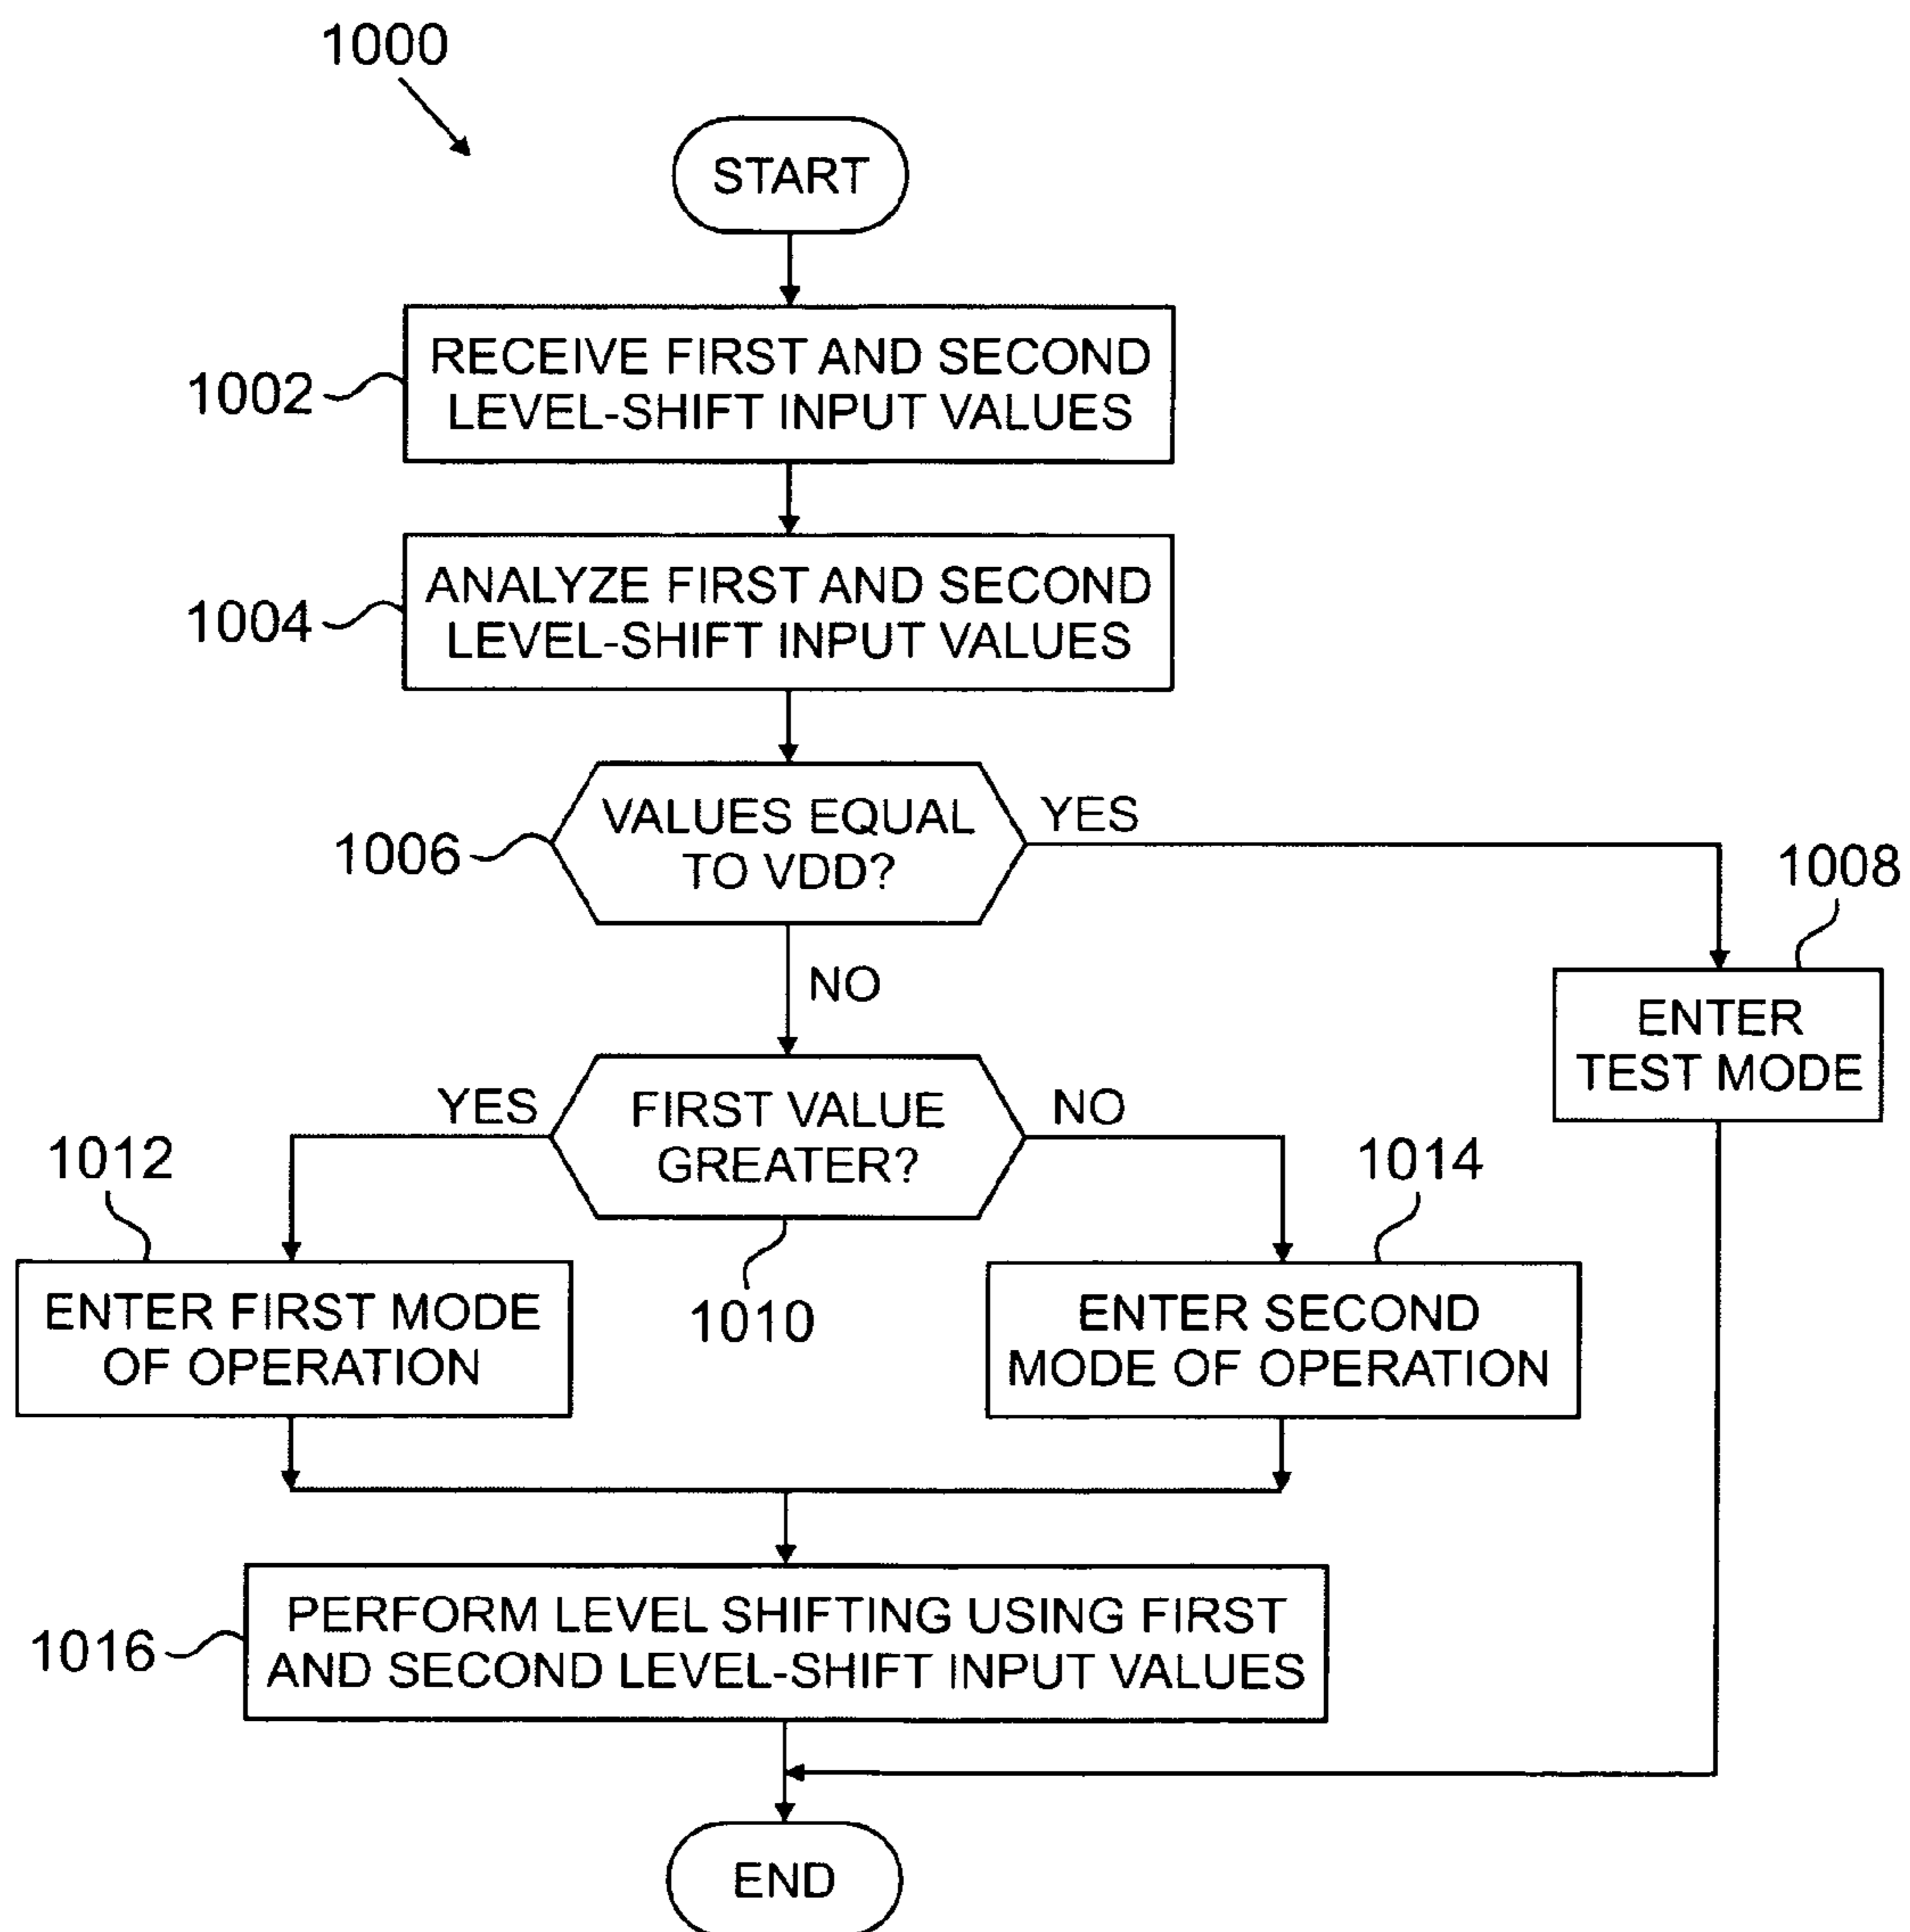 1000
START
1002
RECEIVE FIRST AND SECOND
LEVEL-SHIFT INPUT VALUES
1004
ANALYZE FIRST AND SECOND
LEVEL-SHIFT INPUT VALUES
1006
VALUES EQUAL
TO VDD?
YES
1008
NO
ENTER
TEST MODE
YES
FIRST VALUE
GREATER?
NO
1012
1014
1010
ENTER FIRST MODE
OF OPERATION
ENTER SECOND
MODE OF OPERATION
1016
PERFORM LEVEL SHIFTING USING FIRST
AND SECOND LEVEL-SHIFT INPUT VALUES
END